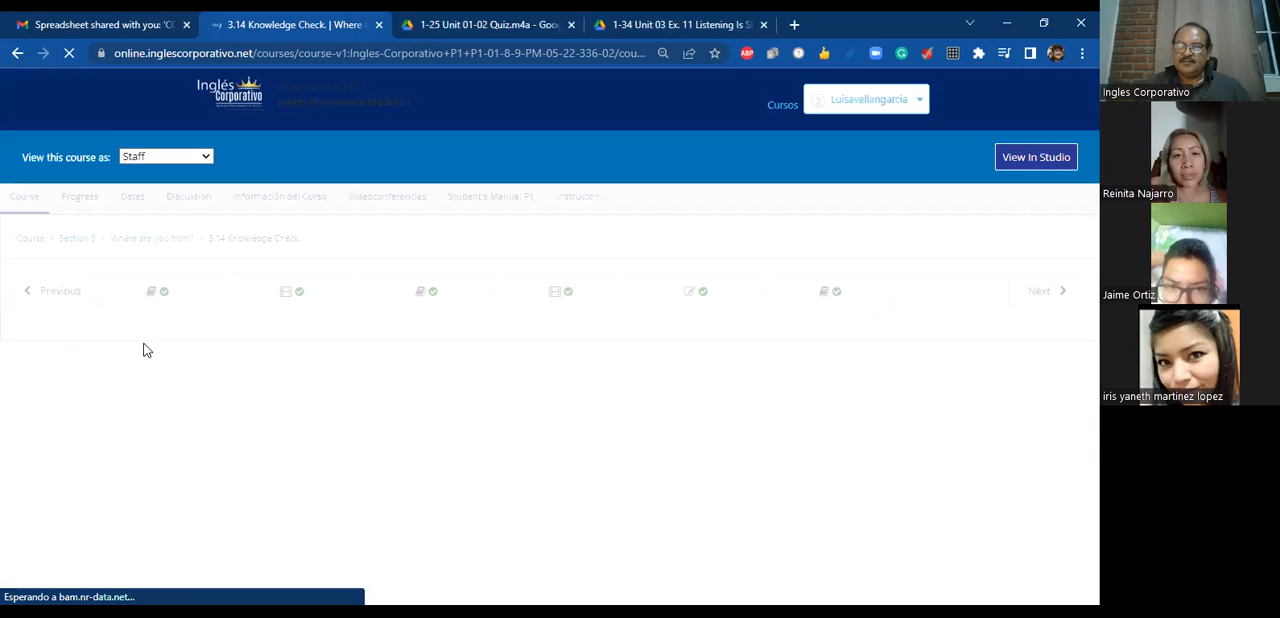 Spreadsheet shared with you: 'CC
3.14 Knowledge Check. | Where
1-25 Unit 01-02 Quiz.m4a - Goo
1-34 Unit 03 Ex. 11 Listening Is S
online.inglescorporativo.net/courses/course-v1:Ingles-Corporativo+P1+P1-01-8-9-PM-05-22-336-02/cou...
Inglés
Corporativo
Cursos
Luisavellangarcia
View this course as:
Staff
View In Studio
Course
Progress
Dates
Discussion
Información del Curso
Videoconferencias
Student's Manual P1
Instructor
Course
Section 3
Where are you from?
3.14 Knowledge Check.
Previous
Next
Esperando a bam.nr-data.net...
Ingles Corporativo
Reinita Najarro
Jaime Ortiz
iris yaneth martinez lopez